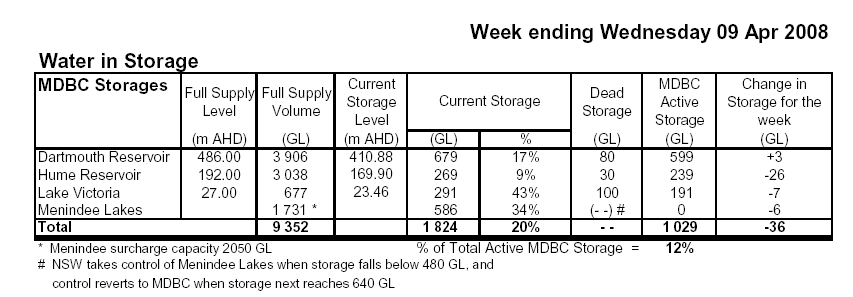 Week ending Wednesday 09 Apr 2008
Water in Storage
MDBC Storages Full Supply Level (m AHD) Full Supply Volume (GL) Current Storage Level (m AHD) Current Storage (GL) % Dead Storage (GL) MDBC Active Storage (GL) Change in Storage for the week (GL)
Dartmouth Reservoir 486.00 3 906 410.88 679 17% 80 599 +3
Hume Reservoir 192.00 3 038 169.90 269 9% 30 239 -26
Lake Victoria 27.00 677 23.46 291 43% 100 191 -7
Menindee Lakes 1 731 * 586 34% (- -) # 0 -6
Total 9 352 1 824 20% - - 1 029 -36
* Menindee surcharge capacity 2050 GL % of Total Active MDBC Storage = 12%
# NSW takes control of Menindee Lakes when storage falls below 480 GL, and
control reverts to MDBC when storage next reaches 640 GL